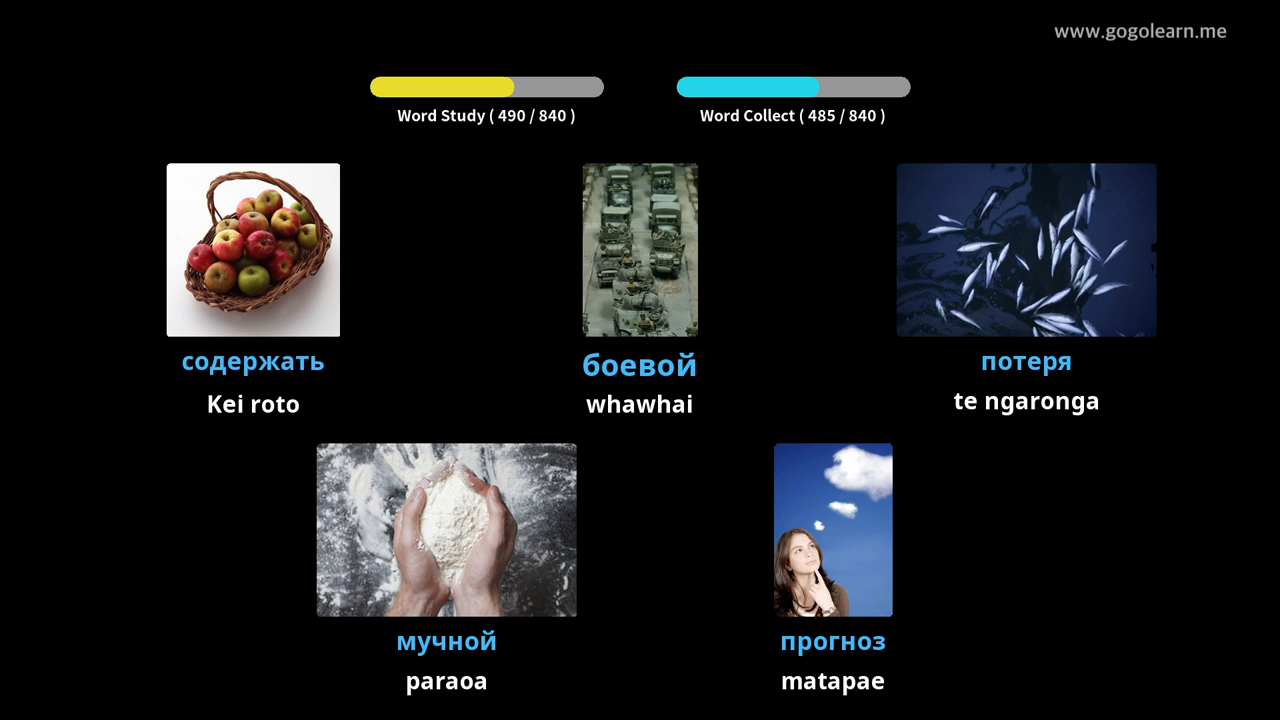 www.gogolearn.me
Word Study ( 490 / 840 )
Word Collect ( 485 / 840 )
содержать
Kei roto
боевой
whawhai
потеря
te ngaronga
мучной
paraoa
прогноз
matapae